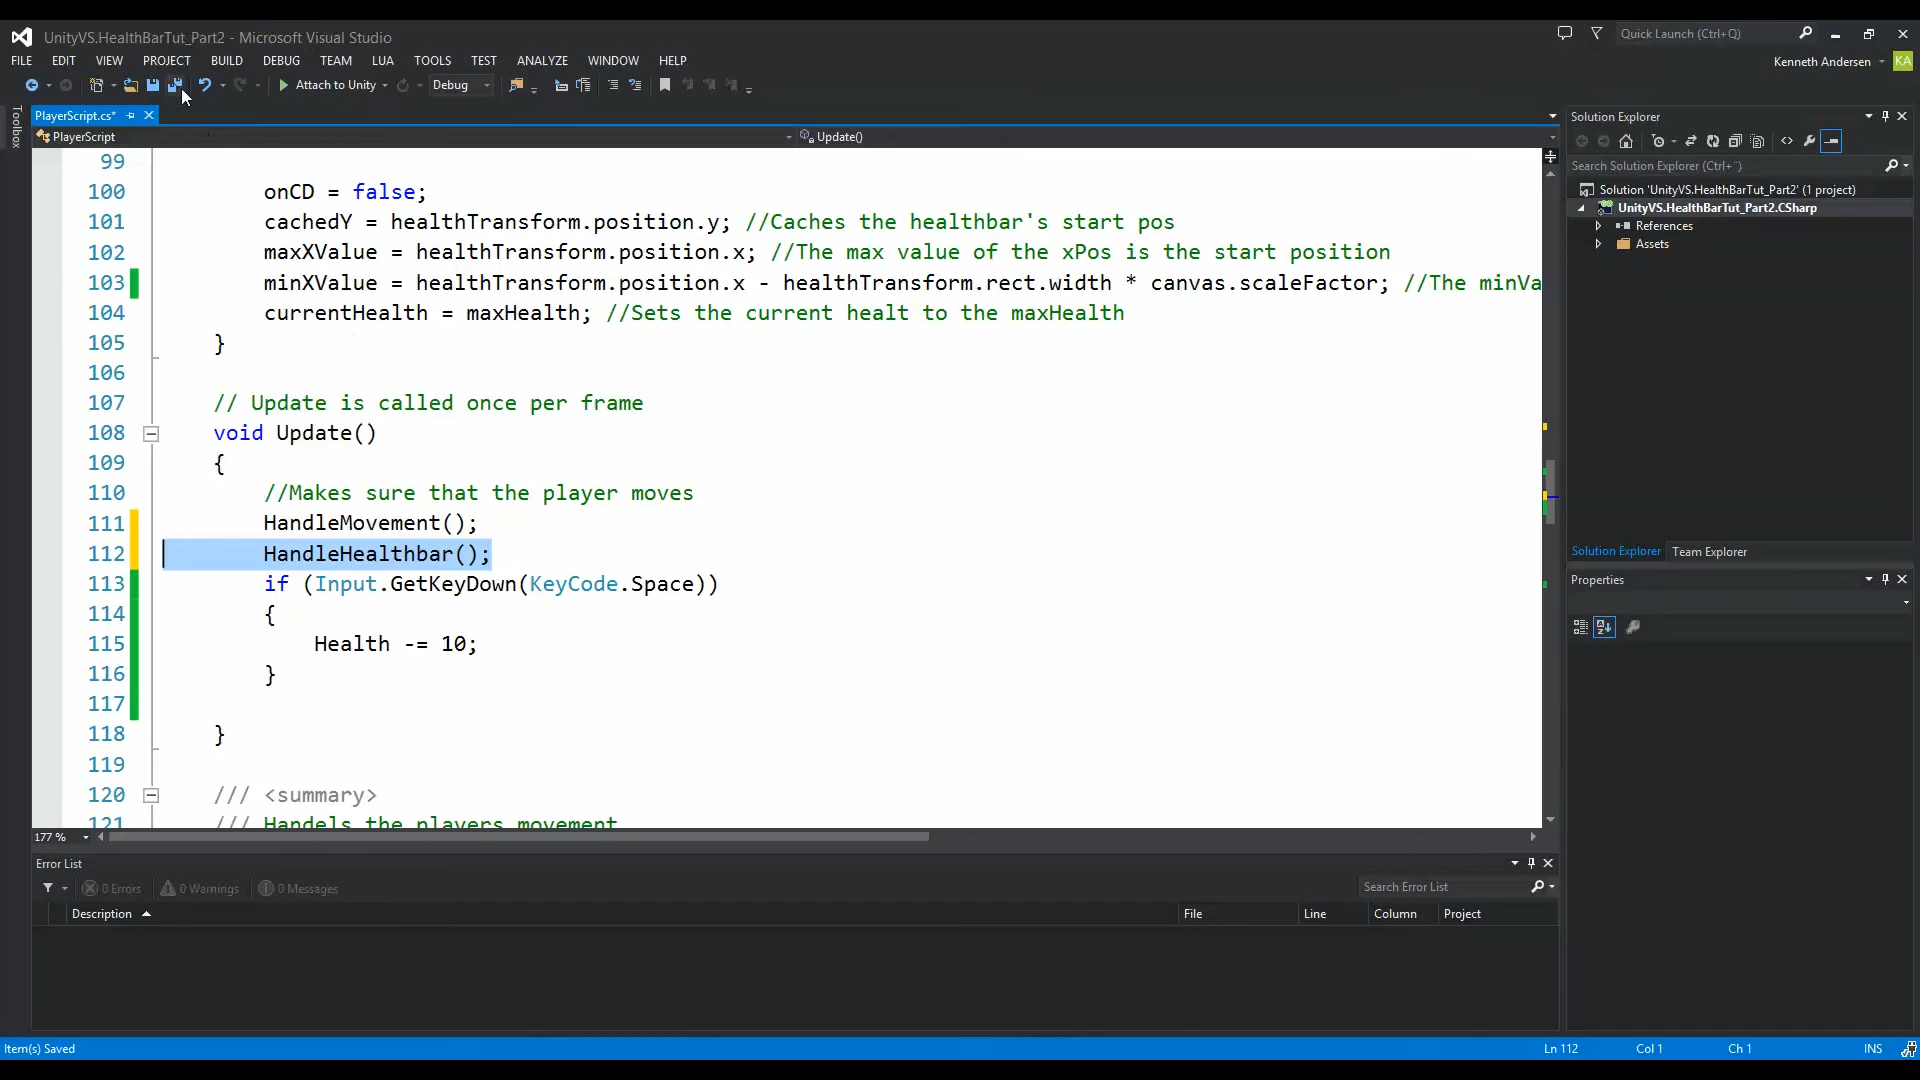 UnityVS.HealthBarTut_Part2 - Microsoft Visual Studio
Quick Launch (Ctrl+Q)
FILE EDIT VIEW PROJECT BUILD DEBUG TEAM LUA TOOLS TEST ANALYZE WINDOW HELP
Kenneth Andersen KA
Attach to Unity Debug
Toolbox
PlayerScript.cs*
PlayerScript Update()
99
100 onCD = false;
101 cachedY = healthTransform.position.y; //Caches the healthbar's start pos
102 maxXValue = healthTransform.position.x; //The max value of the xPos is the start position
103 minXValue = healthTransform.position.x - healthTransform.rect.width * canvas.scaleFactor; //The minVa
104 currentHealth = maxHealth; //Sets the current healt to the maxHealth
105 }
106
107 // Update is called once per frame
108 void Update()
109 {
110 //Makes sure that the player moves
111 HandleMovement();
112 HandleHealthbar();
113 if (Input.GetKeyDown(KeyCode.Space))
114 {
115 Health -= 10;
116 }
117
118 }
119
120 /// <summary>
121 /// Handels the players movement
177 %
Solution Explorer
Search Solution Explorer (Ctrl+¨)
Solution 'UnityVS.HealthBarTut_Part2' (1 project)
UnityVS.HealthBarTut_Part2.CSharp
References
Assets
Solution Explorer Team Explorer
Properties
Error List
0 Errors 0 Warnings 0 Messages
Search Error List
Description File Line Column Project
Item(s) Saved
Ln 112 Col 1 Ch 1 INS